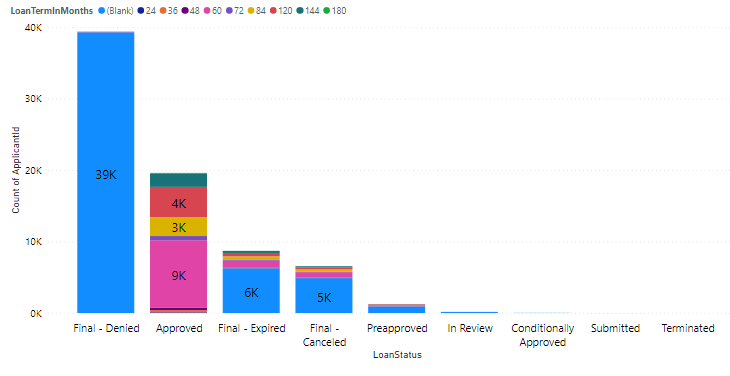 LoanTermInMonths (Blank) 24 36 48 60 72 84 120 144 180
40K
30K
20K
10K
0K
Count of ApplicantId
39K
4K
3K
9K
6K
5K
Final - Denied
Approved
Final - Expired
Final -
Canceled
Preapproved
In Review
Conditionally
Approved
Submitted
Terminated
LoanStatus